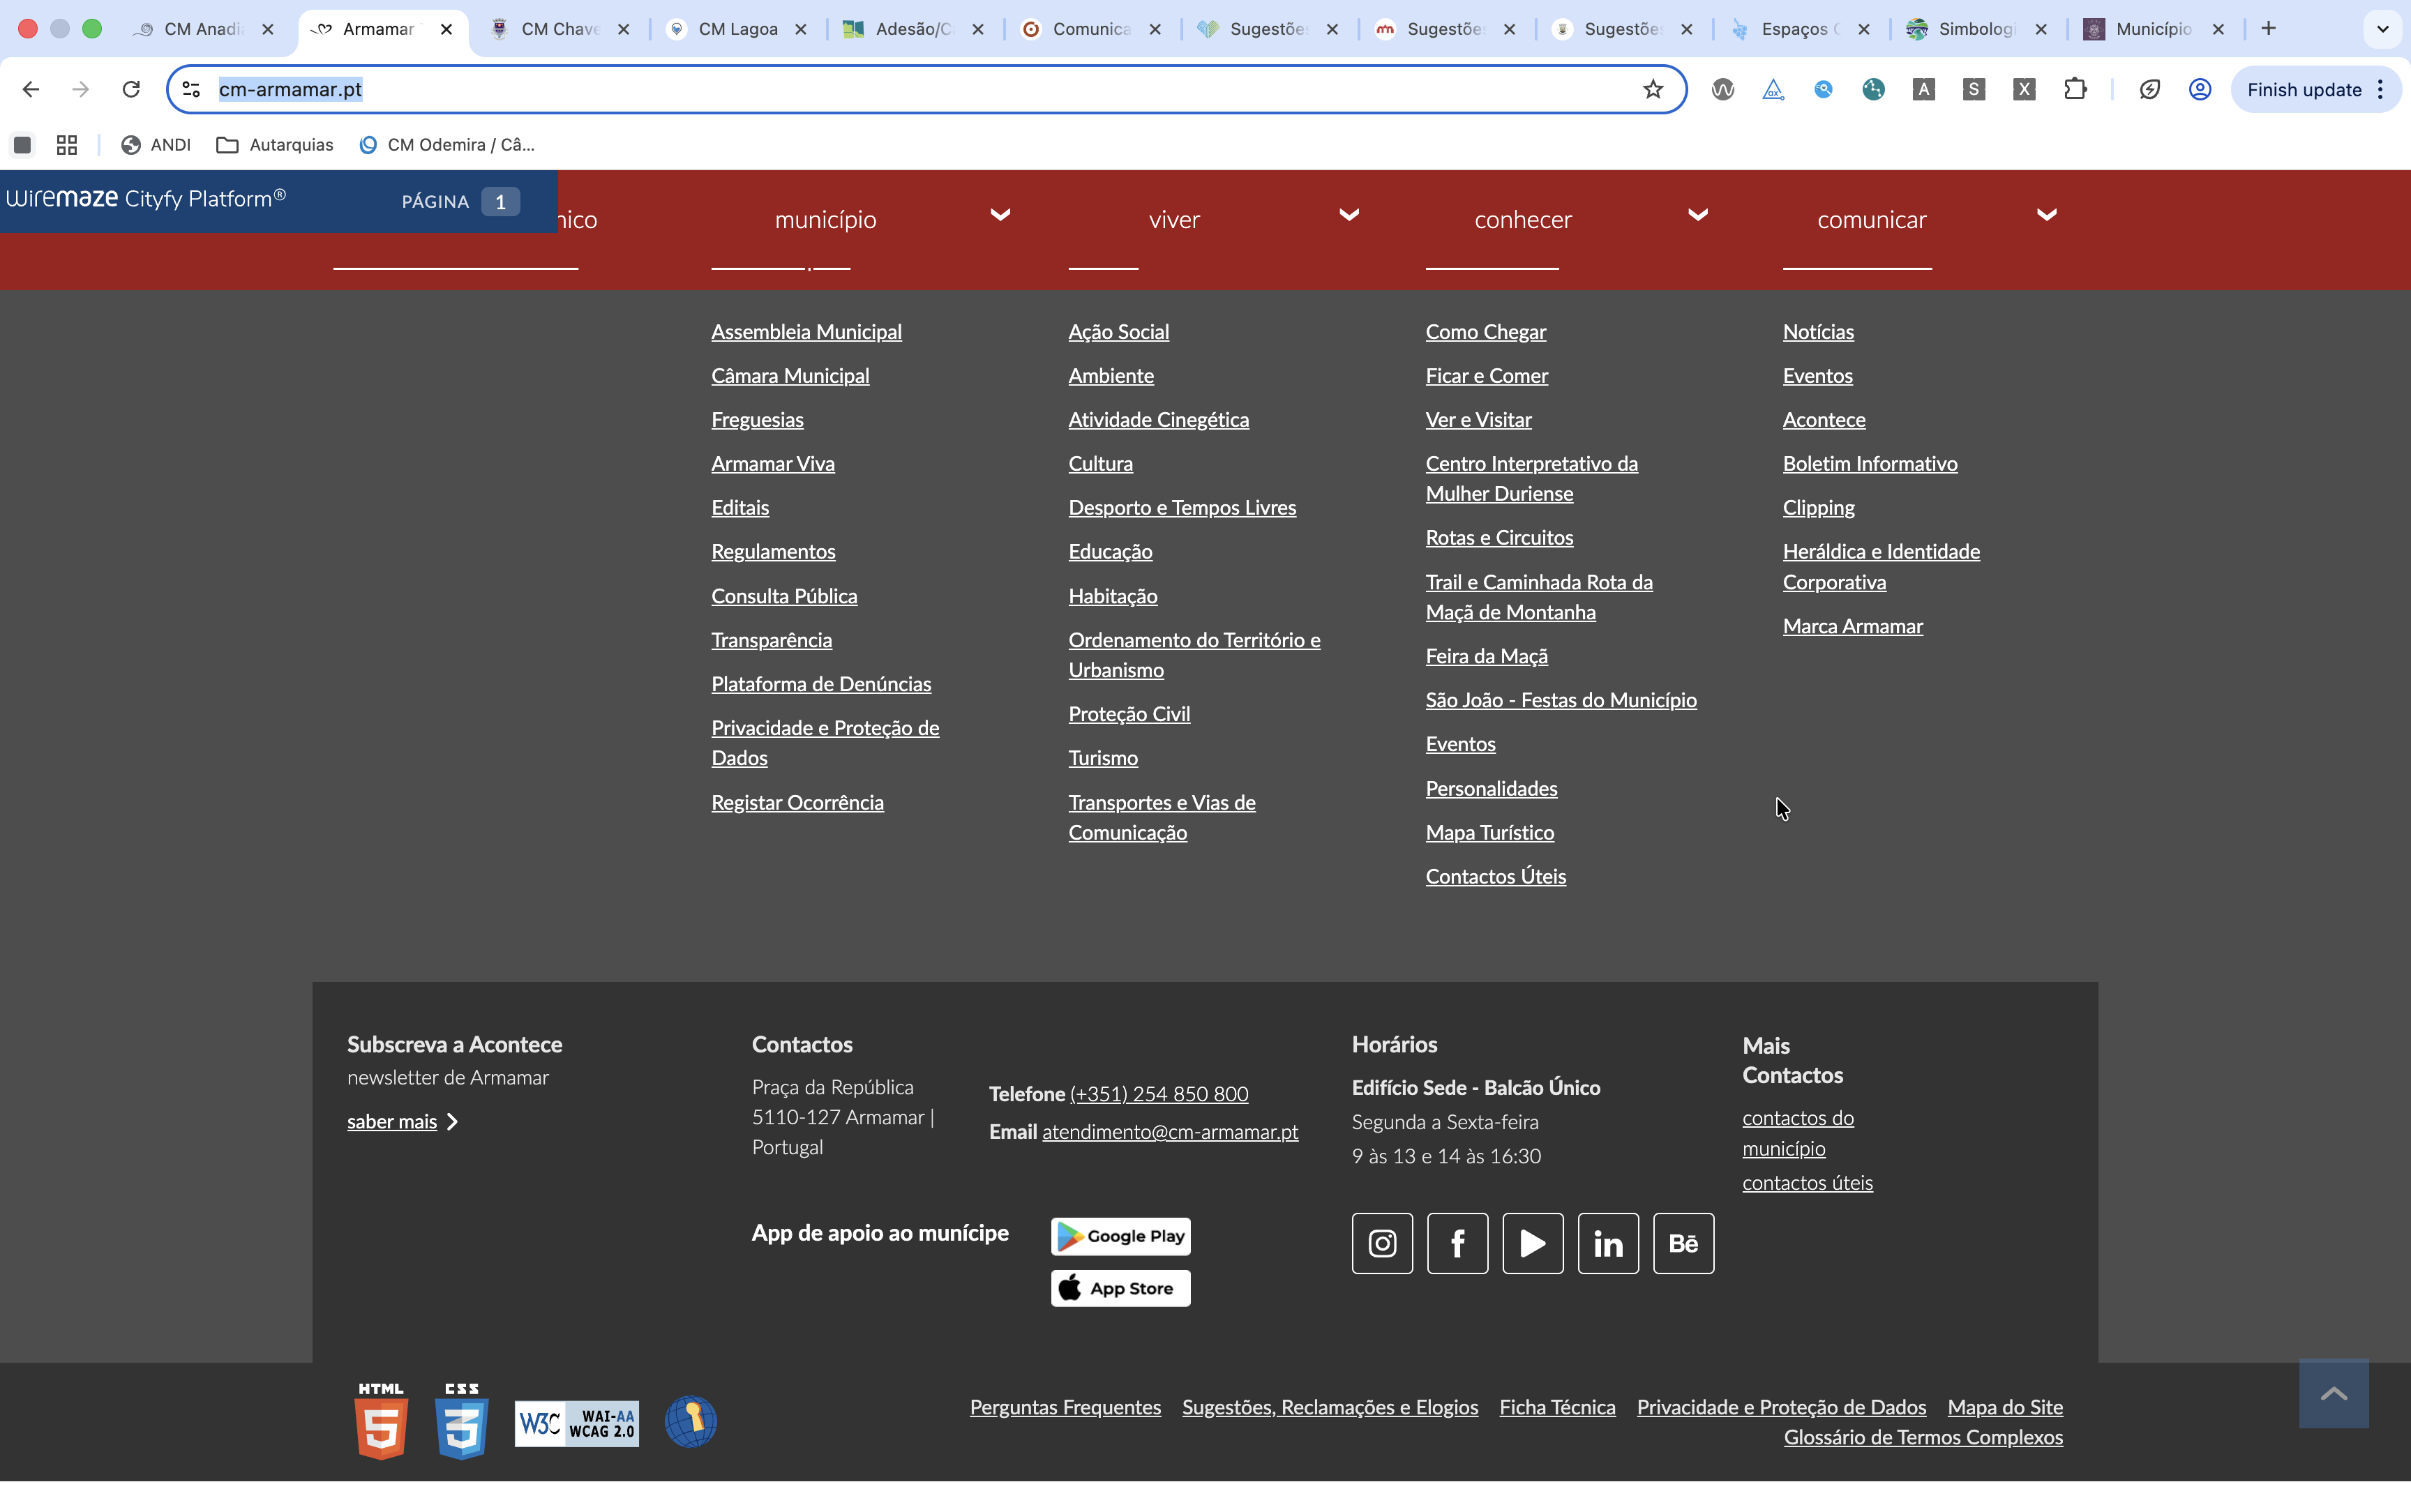 CM Anadi
Armamar
CM Chave
CM Lagoa
Adesão/C
Comunica
Sugestões
Sugestões
Sugestões
Espaços
Simbologi
Município
cm-armamar.pt
Finish update
ANDI
Autarquias
CM Odemira / Câ...
wiremaze Cityfy Platform®
PÁGINA 1
nico
município
viver
conhecer
comunicar
Assembleia Municipal
Câmara Municipal
Freguesias
Armamar Viva
Editais
Regulamentos
Consulta Pública
Transparência
Plataforma de Denúncias
Privacidade e Proteção de
Dados
Registar Ocorrência
Ação Social
Ambiente
Atividade Cinegética
Cultura
Desporto e Tempos Livres
Educação
Habitação
Ordenamento do Território e
Urbanismo
Proteção Civil
Turismo
Transportes e Vias de
Comunicação
Como Chegar
Ficar e Comer
Ver e Visitar
Centro Interpretativo da
Mulher Duriense
Rotas e Circuitos
Trail e Caminhada Rota da
Maçã de Montanha
Feira da Maçã
São João - Festas do Município
Eventos
Personalidades
Mapa Turístico
Contactos Úteis
Notícias
Eventos
Acontece
Boletim Informativo
Clipping
Heráldica e Identidade
Corporativa
Marca Armamar
Subscreva a Acontece
newsletter de Armamar
saber mais
Contactos
Praça da República
5110-127 Armamar |
Portugal
Telefone (+351) 254 850 800
Email atendimento@cm-armamar.pt
Horários
Edifício Sede - Balcão Único
Segunda a Sexta-feira
9 às 13 e 14 às 16:30
Mais
Contactos
contactos do
município
contactos úteis
App de apoio ao munícipe
Google Play
App Store
HTML
CSS
W3C WAI-AA
WCAG 2.0
Perguntas Frequentes
Sugestões, Reclamações e Elogios
Ficha Técnica
Privacidade e Proteção de Dados
Mapa do Site
Glossário de Termos Complexos